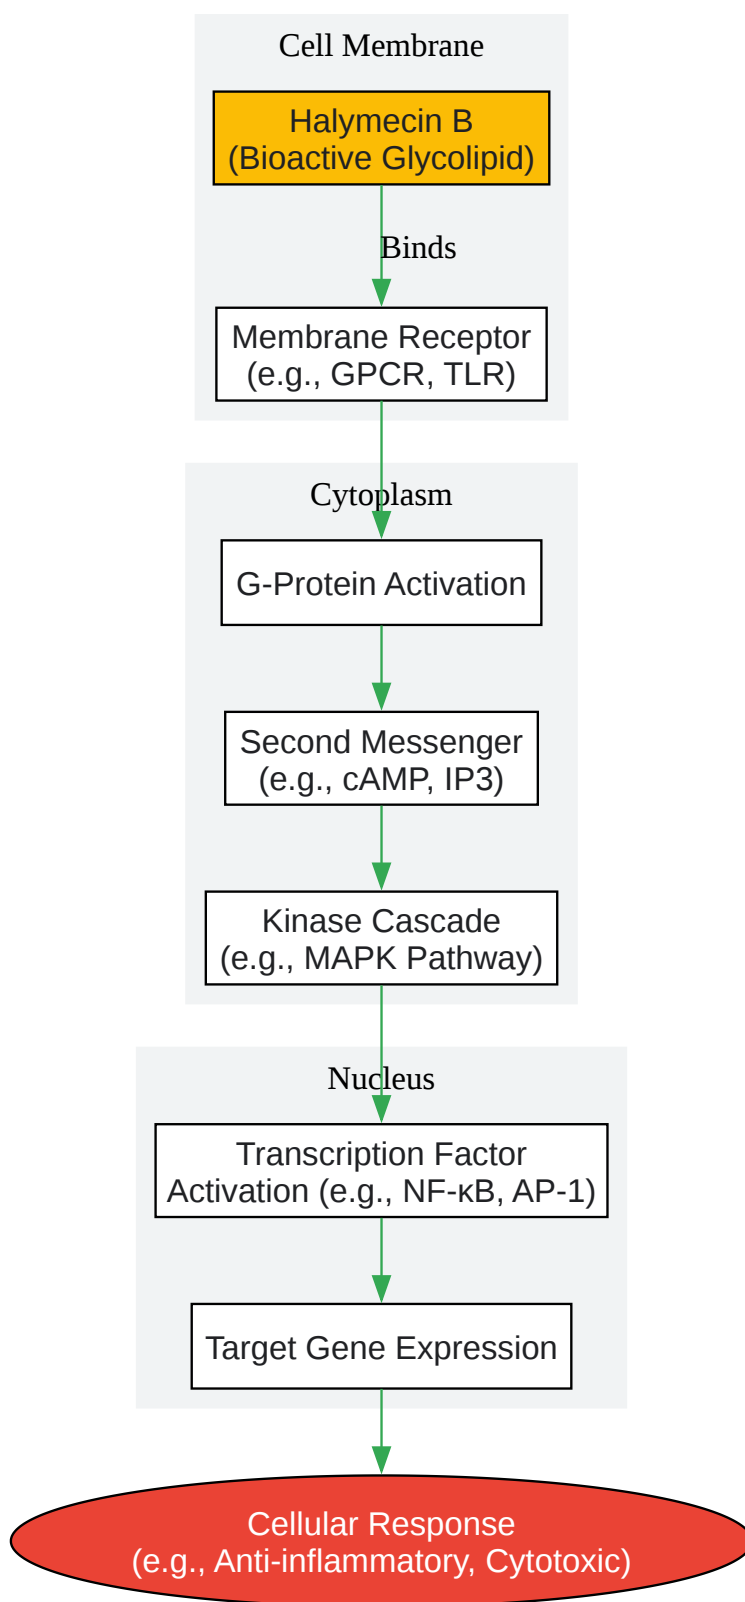 Cell Membrane
Halymecin B
(Bioactive Glycolipid)
Binds
Membrane Receptor
(e.g., GPCR, TLR)
Cytoplasm
G-Protein Activation
Second Messenger
(e.g., cAMP, IP3)
Kinase Cascade
(e.g., MAPK Pathway)
Nucleus
Transcription Factor
Activation (e.g., NF-κB, AP-1)
Target Gene Expression
Cellular Response
(e.g., Anti-inflammatory, Cytotoxic)